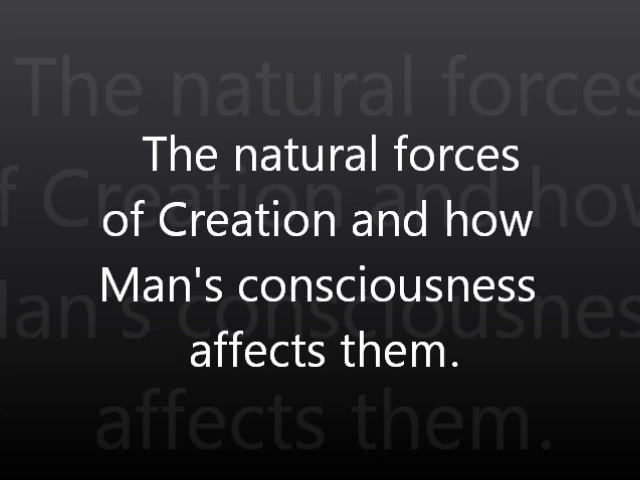 The natural forces
of Creation and how
Man's consciousness
affects them.